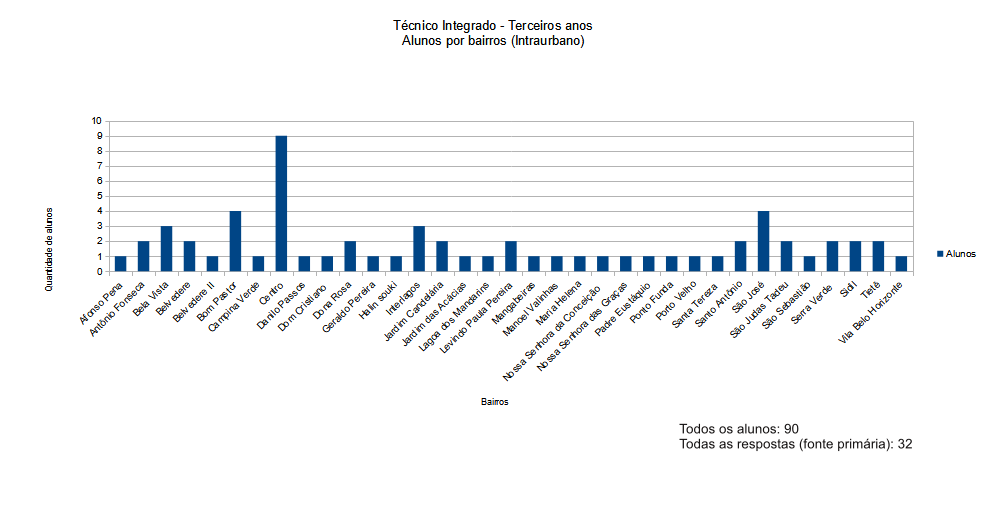 Técnico Integrado - Terceiros anos
Alunos por bairros (Intraurbano)
10
9
8
7
6
5
4
3
2
1
0
Quantidade de alunos
Afonso Pena
Antônio Fonseca
Bela Vista
Belvedere
Belvedere II
Bom Pastor
Campina Verde
Centro
Danilo Passos
Dom Cristiano
Dona Rosa
Geraldo Pereira
Halin souki
Interlagos
Jardim Candelária
Jardim das Acácias
Lagoa dos Mandarins
Levindo Paula Pereira
Mangabeiras
Manoel Valinhas
Maria Helena
Nossa Senhora da Conceição
Nossa Senhora das Graças
Padre Eustáquio
Ponto Funda
Porto Velho
Santa Tereza
Santo Antônio
São José
São Judas Tadeu
São Sebastião
Serra Verde
Sidil
Tietê
Vila Belo Horizonte
Bairros
Alunos
Todos os alunos: 90
Todas as respostas (fonte primária): 32